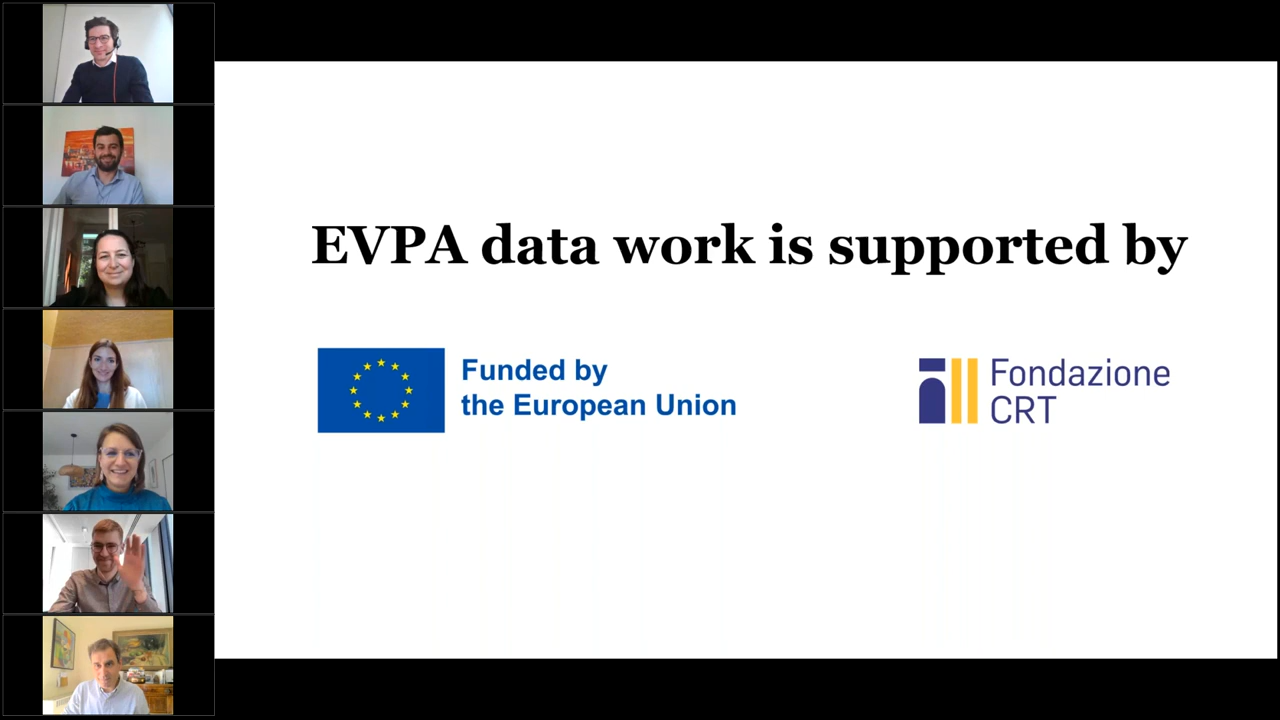 EVPA data work is supported by
Funded by
the European Union
Fondazione
CRT